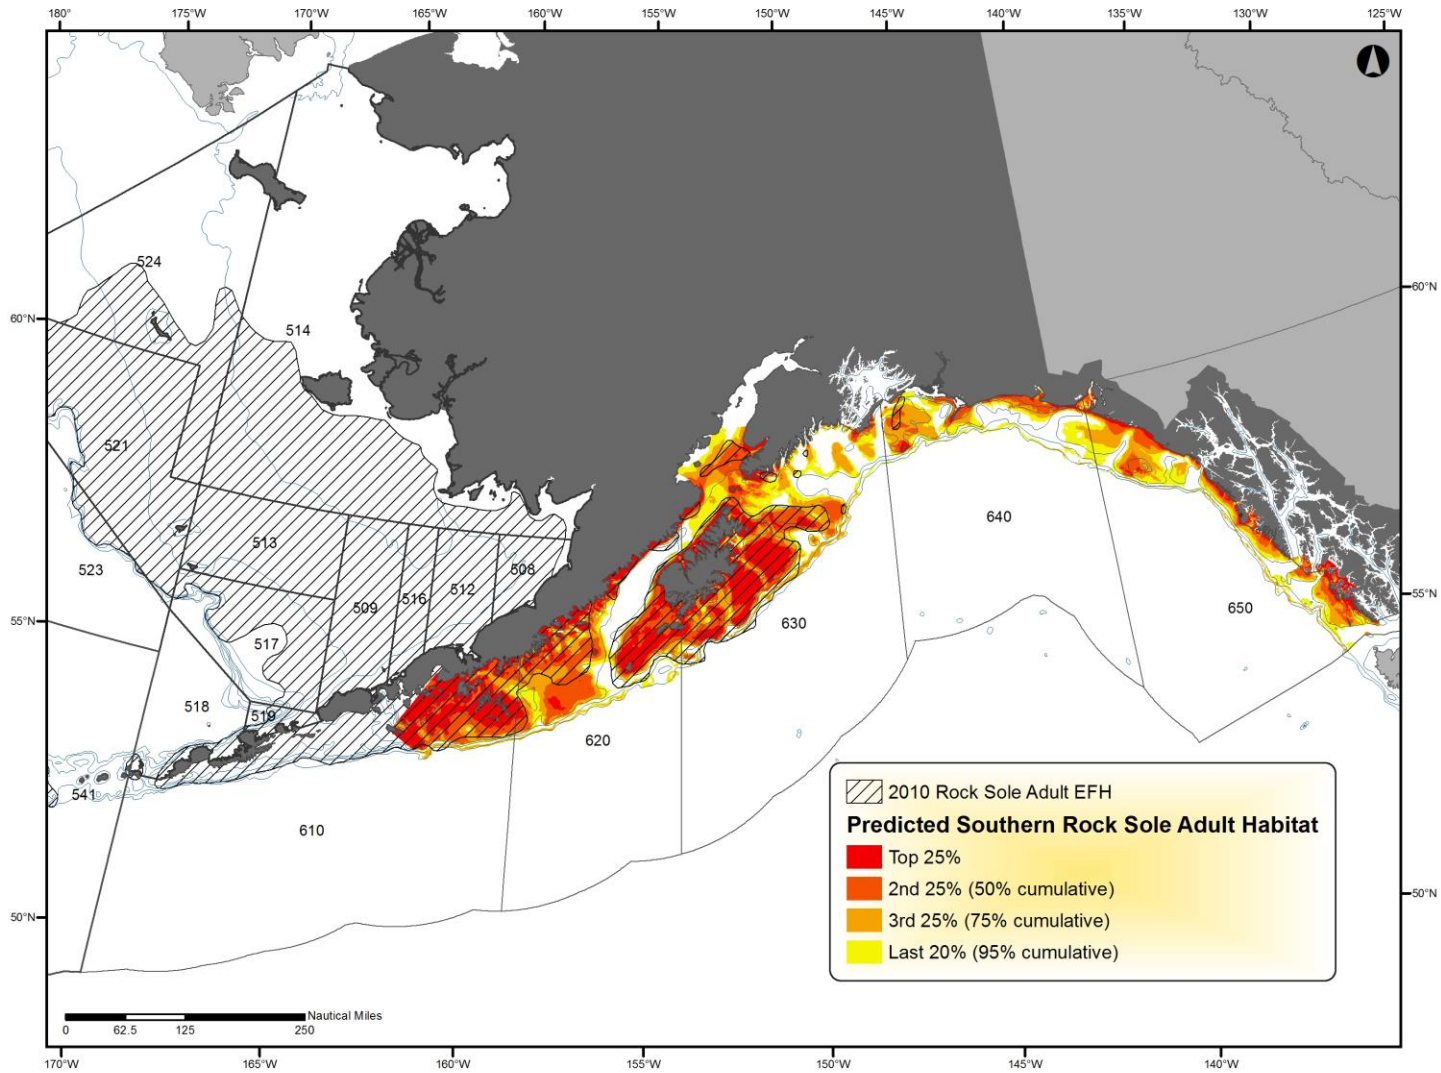 180° 175°W 170°W 165°W 160°W 155°W 150°W 145°W 140°W 135°W 130°W 125°W
524
60°N
60°N
514
521
513
640
523
508
512
516
509
55°N
55°N
650
630
517
518
519
620
541
610
2010 Rock Sole Adult EFH
Predicted Southern Rock Sole Adult Habitat
Top 25%
2nd 25% (50% cumulative)
3rd 25% (75% cumulative)
Last 20% (95% cumulative)
50°N
50°N
Nautical Miles
0 62.5 125 250
170°W 165°W 160°W 155°W 150°W 145°W 140°W